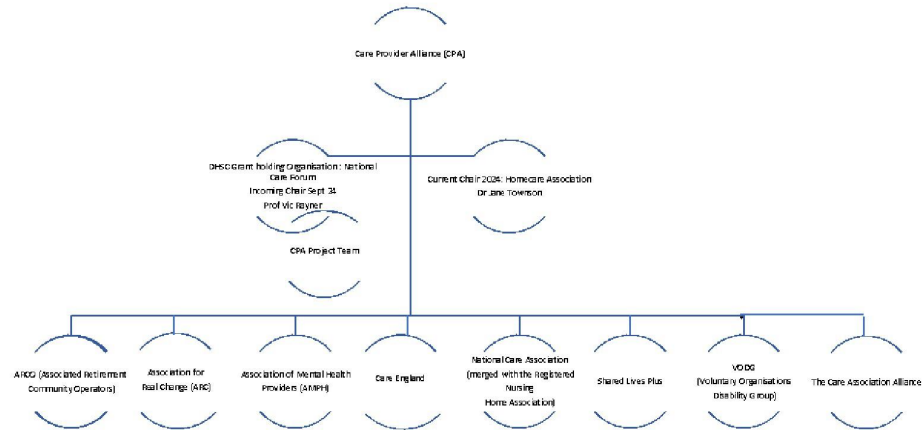 Care Provider Alliance (CPA)
DHSC Grant holding Organisation: National
Care Forum
Incoming Chair Sept 24
Prof Vic Rayner
Current Chair 2024: Homecare Association
Dr Jane Townson
CPA Project Team
ARCO (Associated Retirement
Community Operators)
Association for
Real Change (ARC)
Association of Mental Health
Providers (AMPH)
Care England
National Care Association
(merged with the Registered
Nursing
Home Association)
Shared Lives Plus
VODG
(Voluntary Organisations
Disability Group)
The Care Association Alliance